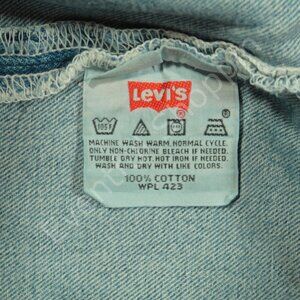 LEVI'S
®
105F
MACHINE WASH WARM, NORMAL CYCLE.
ONLY NON-CHLORINE BLEACH IF NEEDED.
TUMBLE DRY HOT. HOT IRON IF NEEDED.
WASH AND DRY WITH LIKE COLORS.
100% COTTON
WPL 423